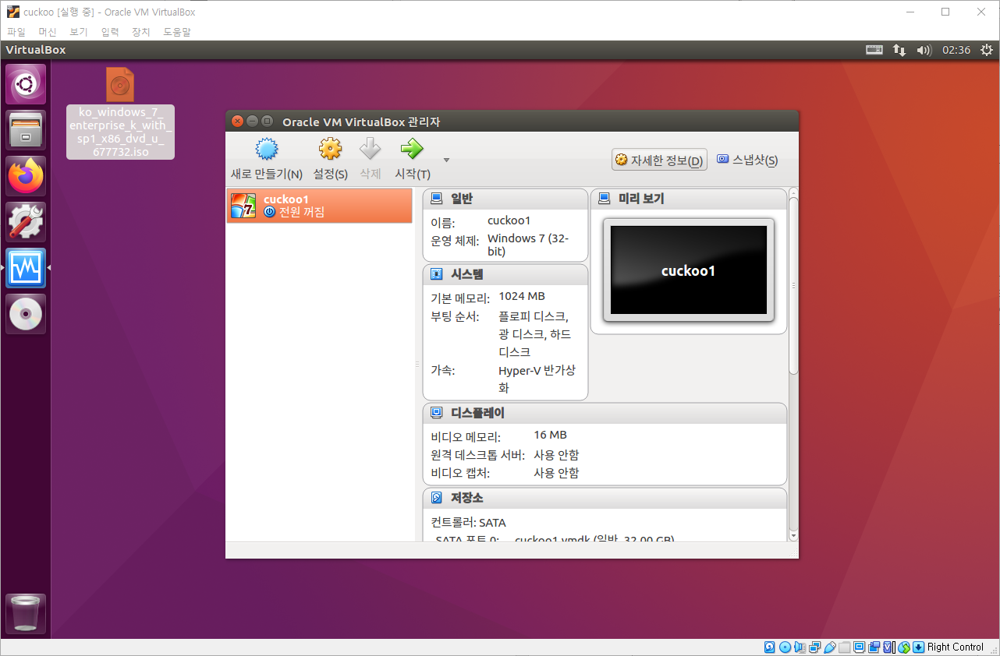 cuckoo [실행 중] - Oracle VM VirtualBox
파일 머신 보기 입력 장치 도움말
VirtualBox 02:36
ko_windows_7_
enterprise_k_with_
sp1_x86_dvd_u_
677732.iso
Oracle VM VirtualBox 관리자
새로 만들기(N) 설정(S) 삭제 시작(T) 자세한 정보(D) 스냅샷(S)
cuckoo1
전원 꺼짐
일반
이름: cuckoo1
운영 체제: Windows 7 (32-
bit)
시스템
기본 메모리: 1024 MB
부팅 순서: 플로피 디스크,
광 디스크, 하드
디스크
가속: Hyper-V 반가상
화
미리 보기
cuckoo1
디스플레이
비디오 메모리: 16 MB
원격 데스크톱 서버: 사용 안함
비디오 캡처: 사용 안함
저장소
컨트롤러: SATA
SATA 포트 0: cuckoo1.vmdk (일반, 32.00 GB)
Right Control